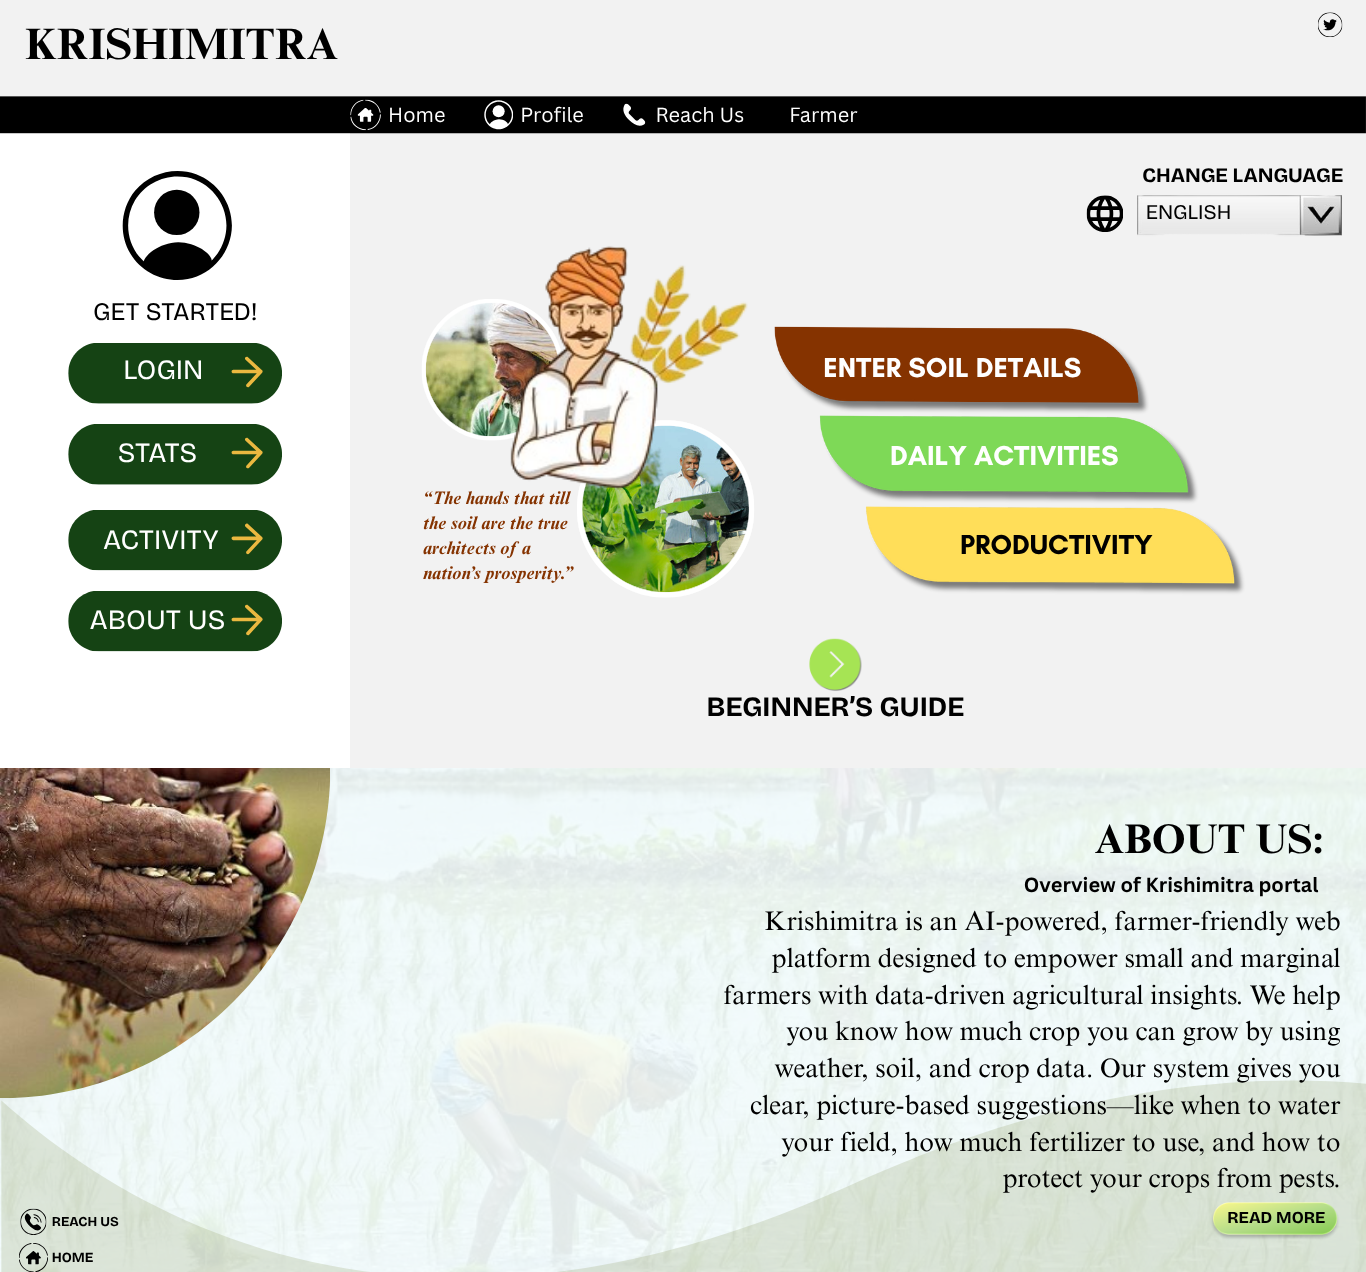 KRISHIMITRA
Home Profile Reach Us Farmer
CHANGE LANGUAGE
ENGLISH
GET STARTED!
LOGIN
STATS
ACTIVITY
ABOUT US
“The hands that till
the soil are the true
architects of a
nation’s prosperity.”
ENTER SOIL DETAILS
DAILY ACTIVITIES
PRODUCTIVITY
BEGINNER’S GUIDE
ABOUT US:
Overview of Krishimitra portal
Krishimitra is an AI-powered, farmer-friendly web
platform designed to empower small and marginal
farmers with data-driven agricultural insights. We help
you know how much crop you can grow by using
weather, soil, and crop data. Our system gives you
clear, picture-based suggestions—like when to water
your field, how much fertilizer to use, and how to
protect your crops from pests.
READ MORE
REACH US
HOME